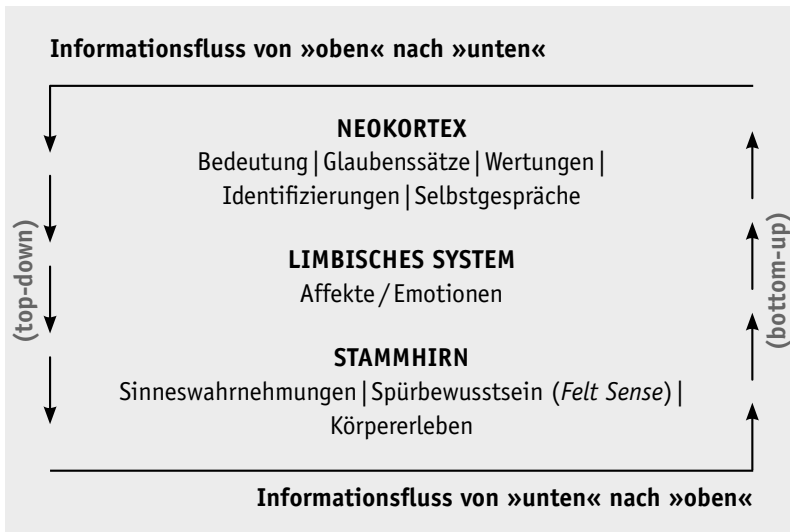 Informationsfluss von »oben« nach »unten«
NEOKORTEX
Bedeutung | Glaubenssätze | Wertungen |
Identifizierungen | Selbstgespräche
(top-down)
LIMBISCHES SYSTEM
Affekte / Emotionen
(bottom-up)
STAMMHIRN
Sinneswahrnehmungen | Spürbewusstsein (Felt Sense) |
Körpererleben
Informationsfluss von »unten« nach »oben«